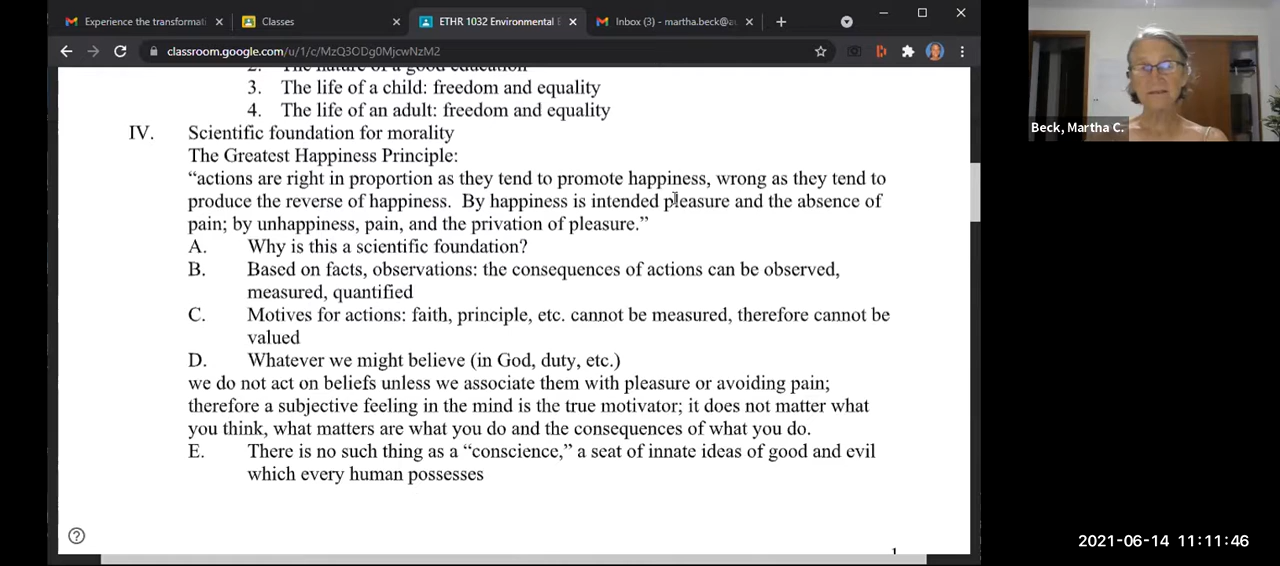 Experience the transformati
Classes
ETHR 1032 Environmental E
Inbox (3) - martha.beck@au
classroom.google.com/u/1/c/MzQ3ODg0MjcwNzM2
2. The nature of a good education
3. The life of a child: freedom and equality
4. The life of an adult: freedom and equality
IV. Scientific foundation for morality
The Greatest Happiness Principle:
“actions are right in proportion as they tend to promote happiness, wrong as they tend to
produce the reverse of happiness. By happiness is intended pleasure and the absence of
pain; by unhappiness, pain, and the privation of pleasure.”
A. Why is this a scientific foundation?
B. Based on facts, observations: the consequences of actions can be observed,
measured, quantified
C. Motives for actions: faith, principle, etc. cannot be measured, therefore cannot be
valued
D. Whatever we might believe (in God, duty, etc.)
we do not act on beliefs unless we associate them with pleasure or avoiding pain;
therefore a subjective feeling in the mind is the true motivator; it does not matter what
you think, what matters are what you do and the consequences of what you do.
E. There is no such thing as a “conscience,” a seat of innate ideas of good and evil
which every human possesses
1
Beck, Martha C.
2021-06-14 11:11:46